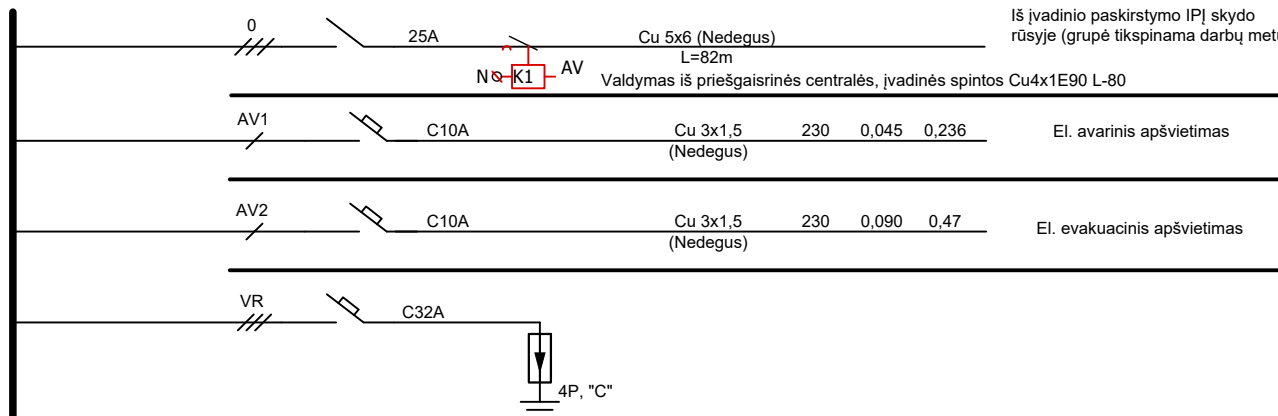 0
25A
Cu 5x6 (Nedegus)
L=82m
Iš įvadinio paskirstymo IPĮ skydo
rūsyje (grupė tikspinama darbų metu
N K1 AV
Valdymas iš priešgaisrinės centralės, įvadinės spintos Cu4x1E90 L-80
AV1 C10A Cu 3x1,5 230 0,045 0,236 El. avarinis apšvietimas
(Nedegus)
AV2 C10A Cu 3x1,5 230 0,090 0,47 El. evakuacinis apšvietimas
(Nedegus)
VR C32A
4P, "C"